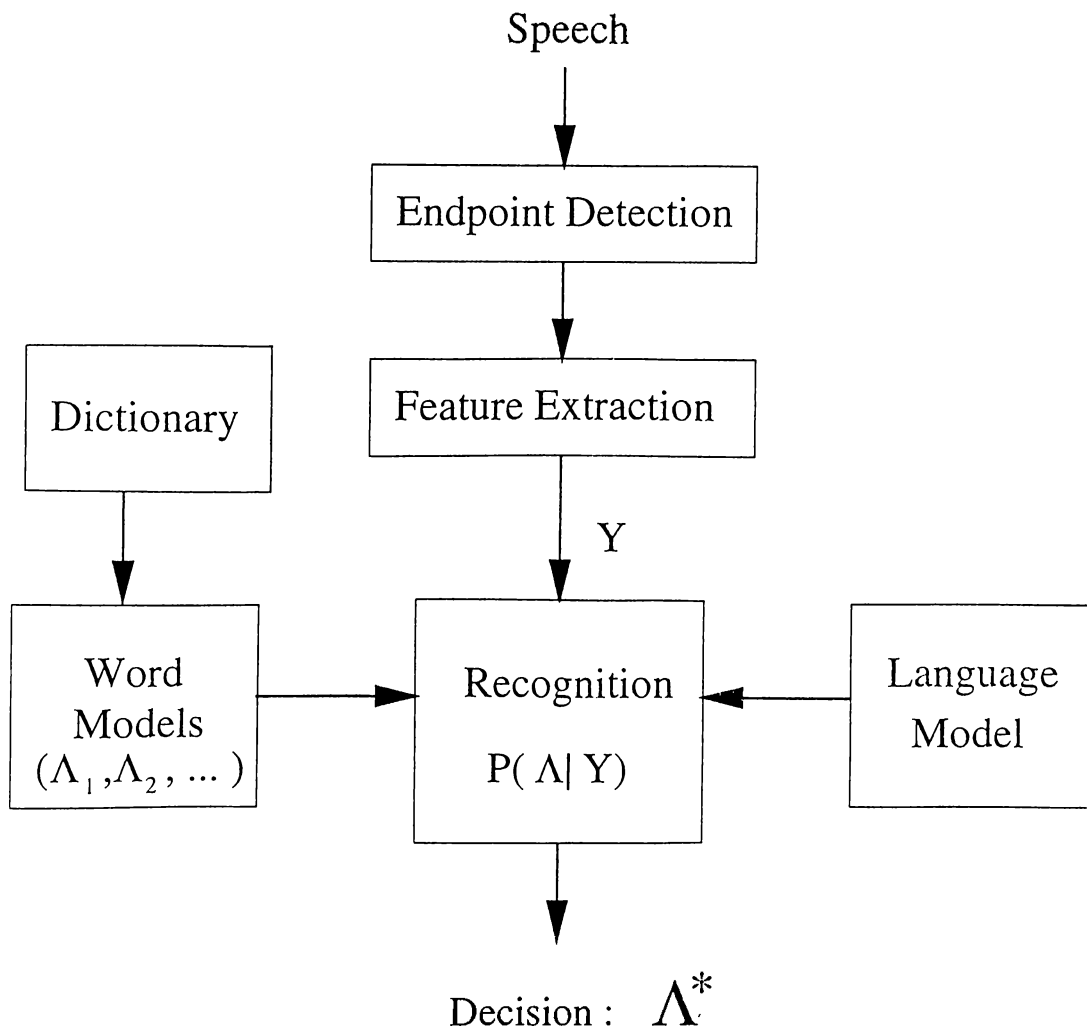 Speech
Endpoint Detection
Feature Extraction
Dictionary
Y
Word
Models
(Λ₁,Λ₂, ...)
Recognition
P( Λ| Y)
Language
Model
Decision : Λ*